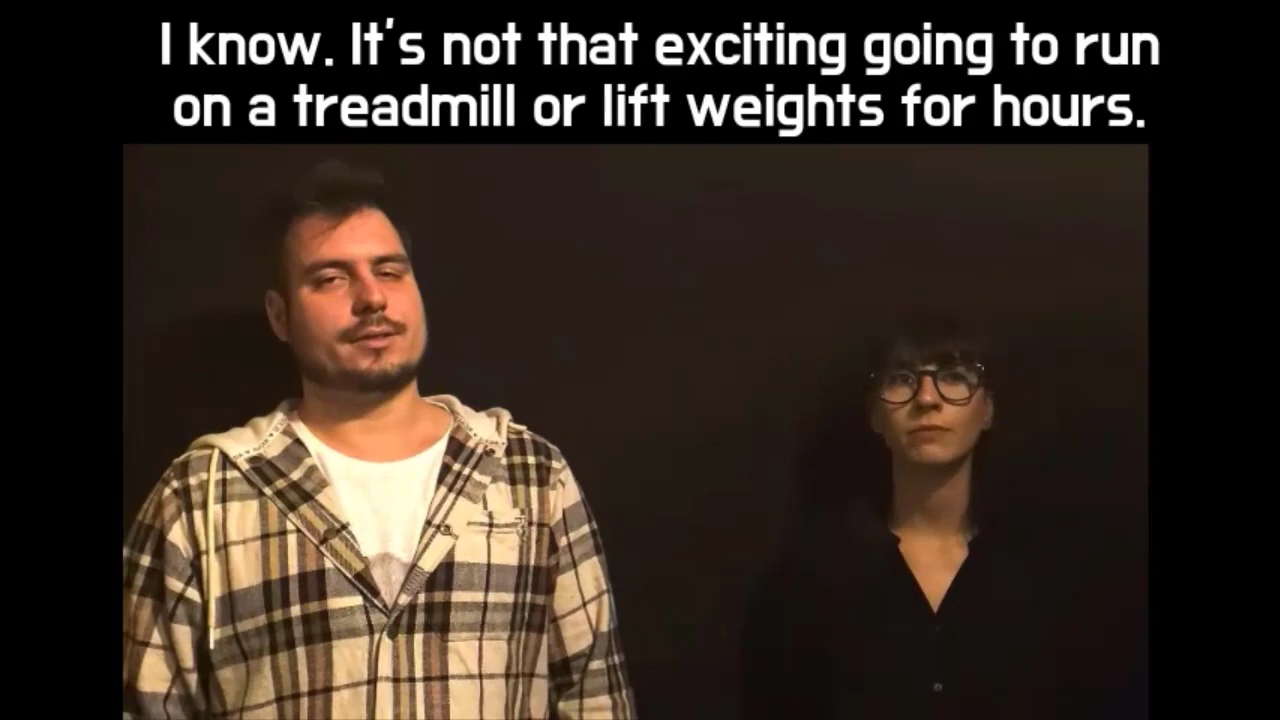 I know. It's not that exciting going to run
on a treadmill or lift weights for hours.